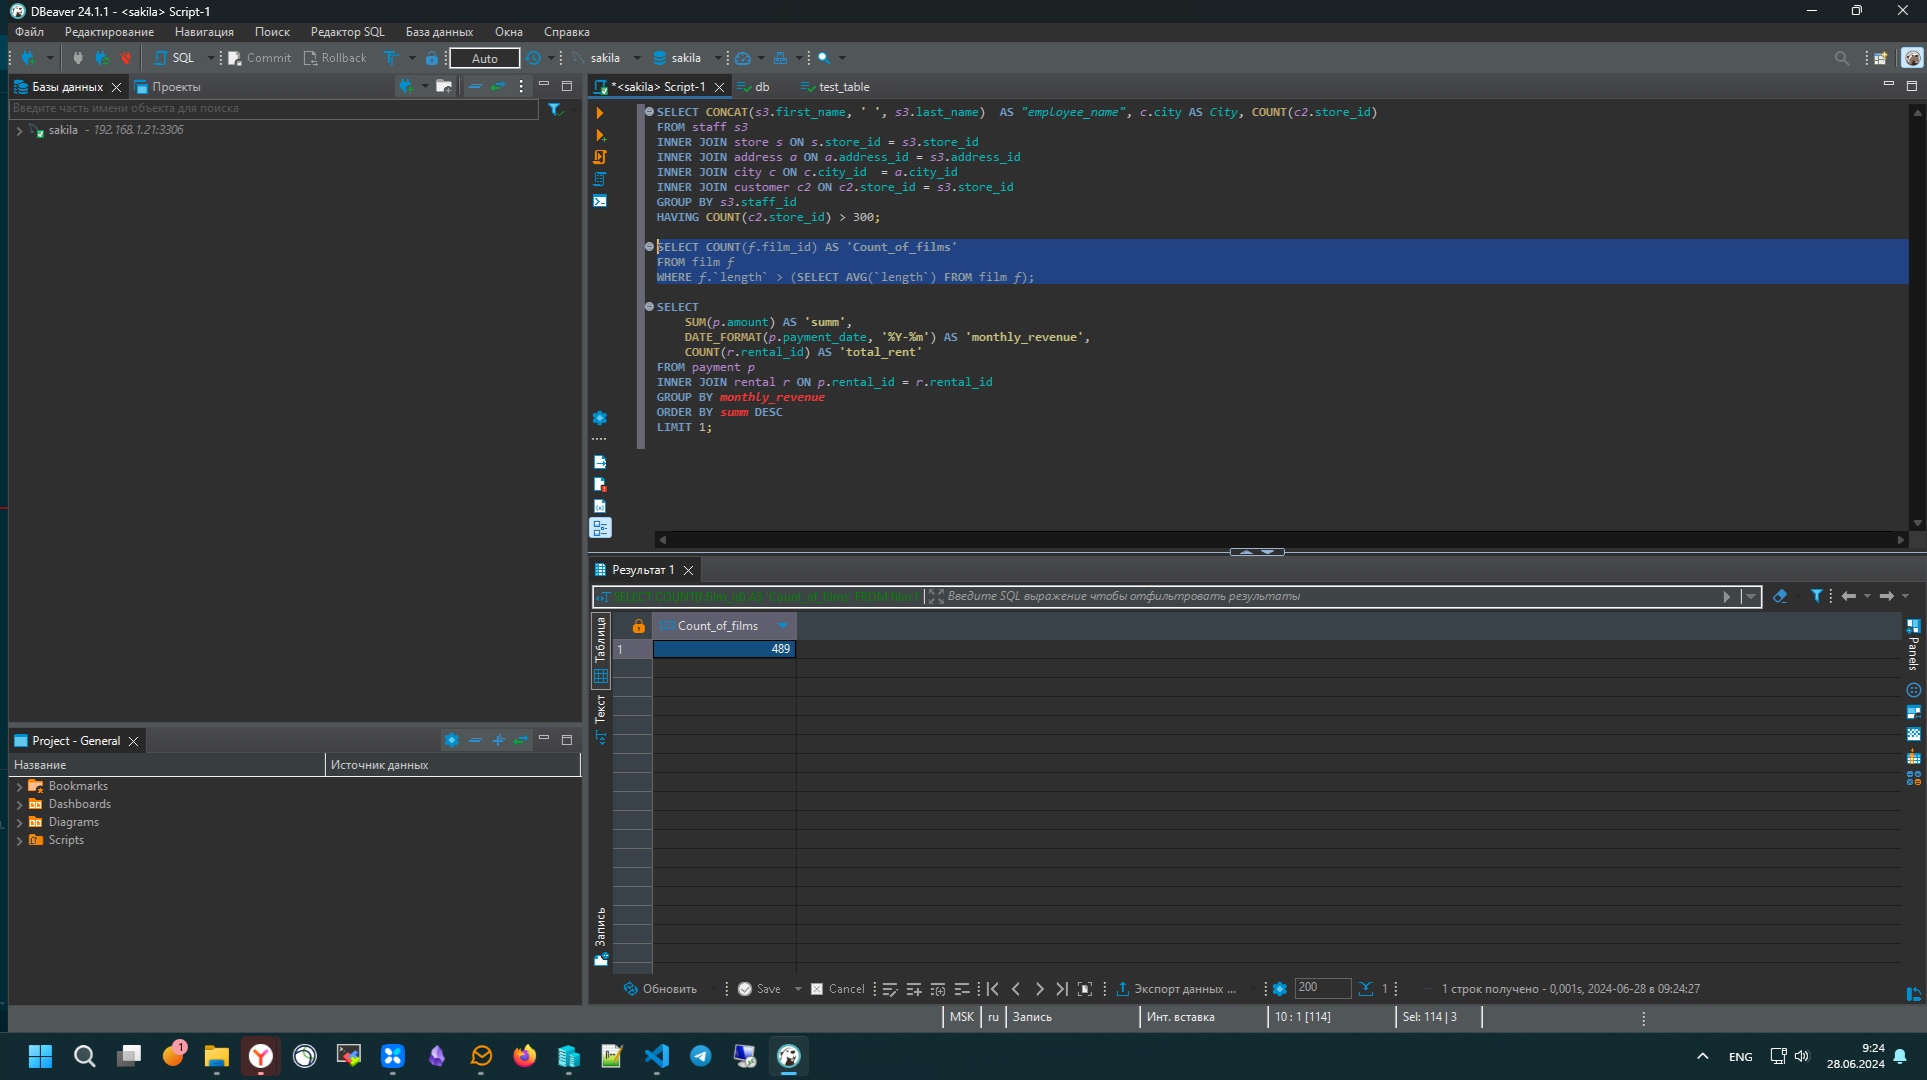 DBeaver 24.1.1 - <sakila> Script-1
Файл Редактирование Навигация Поиск Редактор SQL База данных Окна Справка
SQL Commit Rollback Auto sakila sakila
Базы данных Проекты
Введите часть имени объекта для поиска
sakila - 192.168.1.21:3306
*<sakila> Script-1 db test_table
SELECT CONCAT(s3.first_name, ' ', s3.last_name) AS "employee_name", c.city AS City, COUNT(c2.store_id)
FROM staff s3
INNER JOIN store s ON s.store_id = s3.store_id
INNER JOIN address a ON a.address_id = s3.address_id
INNER JOIN city c ON c.city_id = a.city_id
INNER JOIN customer c2 ON c2.store_id = s3.store_id
GROUP BY s3.staff_id
HAVING COUNT(c2.store_id) > 300;
SELECT COUNT(f.film_id) AS 'Count_of_films'
FROM film f
WHERE f.`length` > (SELECT AVG(`length`) FROM film f);
SELECT
SUM(p.amount) AS 'summ',
DATE_FORMAT(p.payment_date, '%Y-%m') AS 'monthly_revenue',
COUNT(r.rental_id) AS 'total_rent'
FROM payment p
INNER JOIN rental r ON p.rental_id = r.rental_id
GROUP BY monthly_revenue
ORDER BY summ DESC
LIMIT 1;
Результат 1
SELECT COUNT(f.film_id) AS 'Count_of_films' FROM film f
Введите SQL выражение чтобы отфильтровать результаты
Таблица
Текст
Запись
123 Count_of_films
1 489
Panels
Project - General
Название Источник данных
Bookmarks
Dashboards
Diagrams
Scripts
Обновить Save Cancel Экспорт данных ... 200 1 1 строк получено - 0,001s, 2024-06-28 в 09:24:27
MSK ru Запись Инт. вставка 10 : 1 [114] Sel: 114 | 3
1
ENG
9:24
28.06.2024